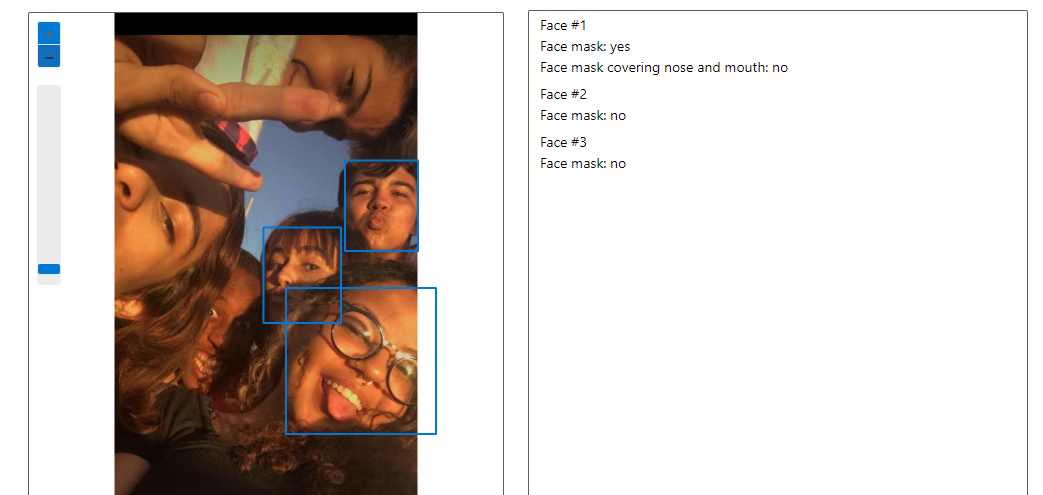 +
−
Face #1
Face mask: yes
Face mask covering nose and mouth: no
Face #2
Face mask: no
Face #3
Face mask: no